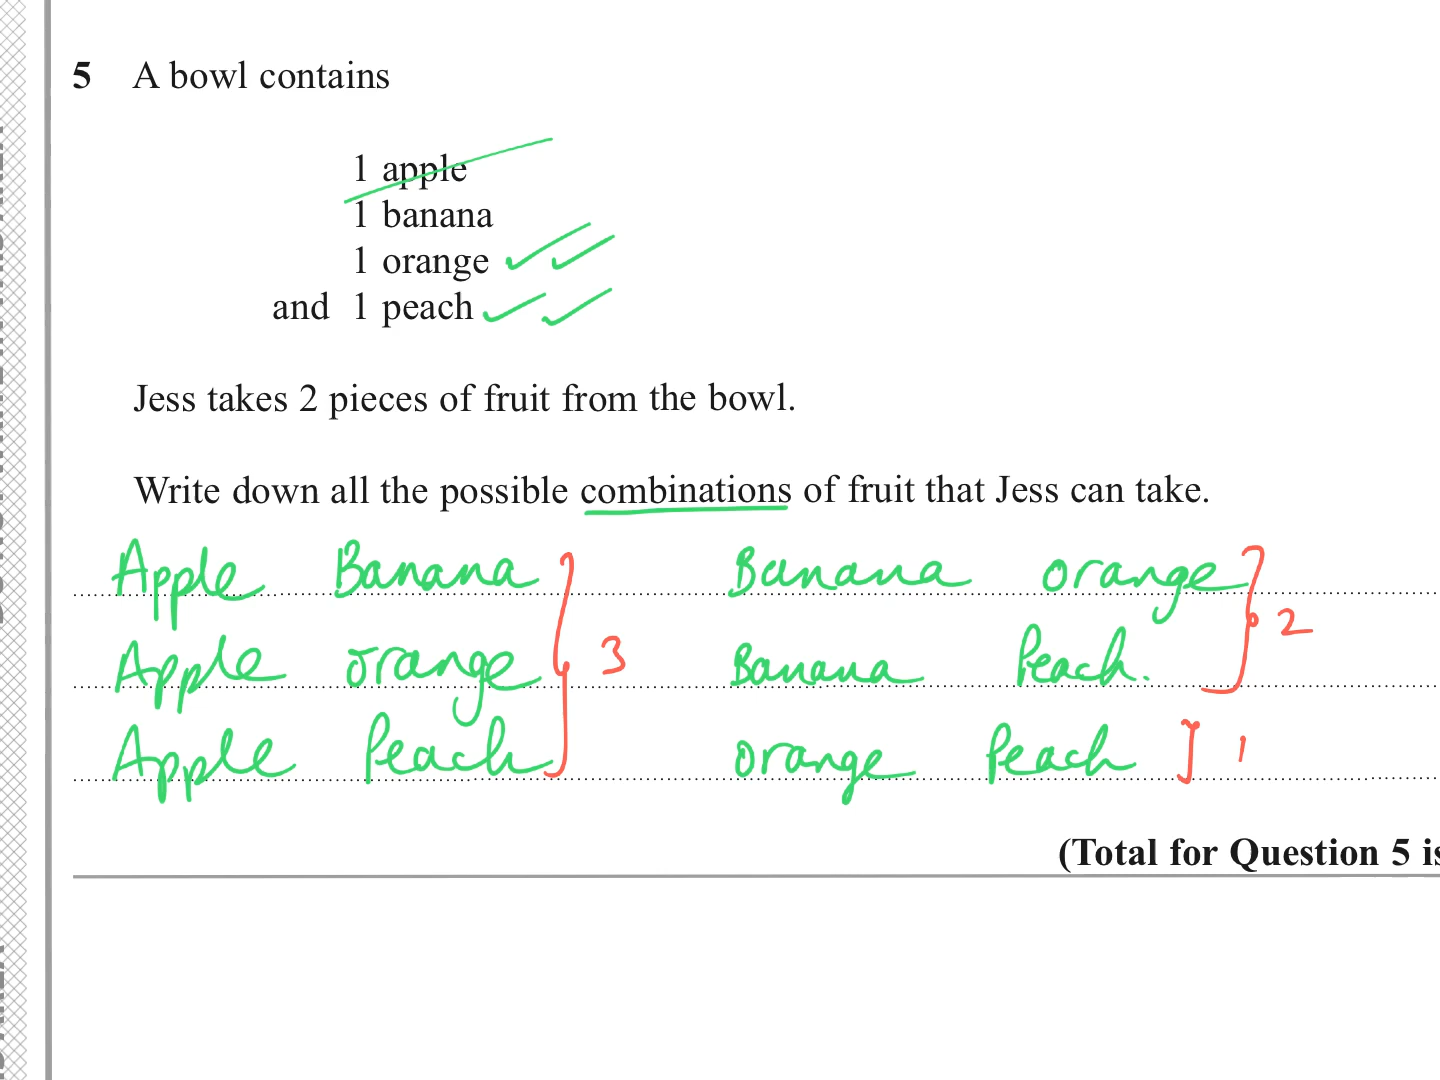 5 A bowl contains
1 apple
1 banana
1 orange
and 1 peach
Jess takes 2 pieces of fruit from the bowl.
Write down all the possible combinations of fruit that Jess can take.
Apple Banana Banana orange 2
Apple orange 3 Banana Peach.
Apple Peach orange Peach 1
(Total for Question 5 is